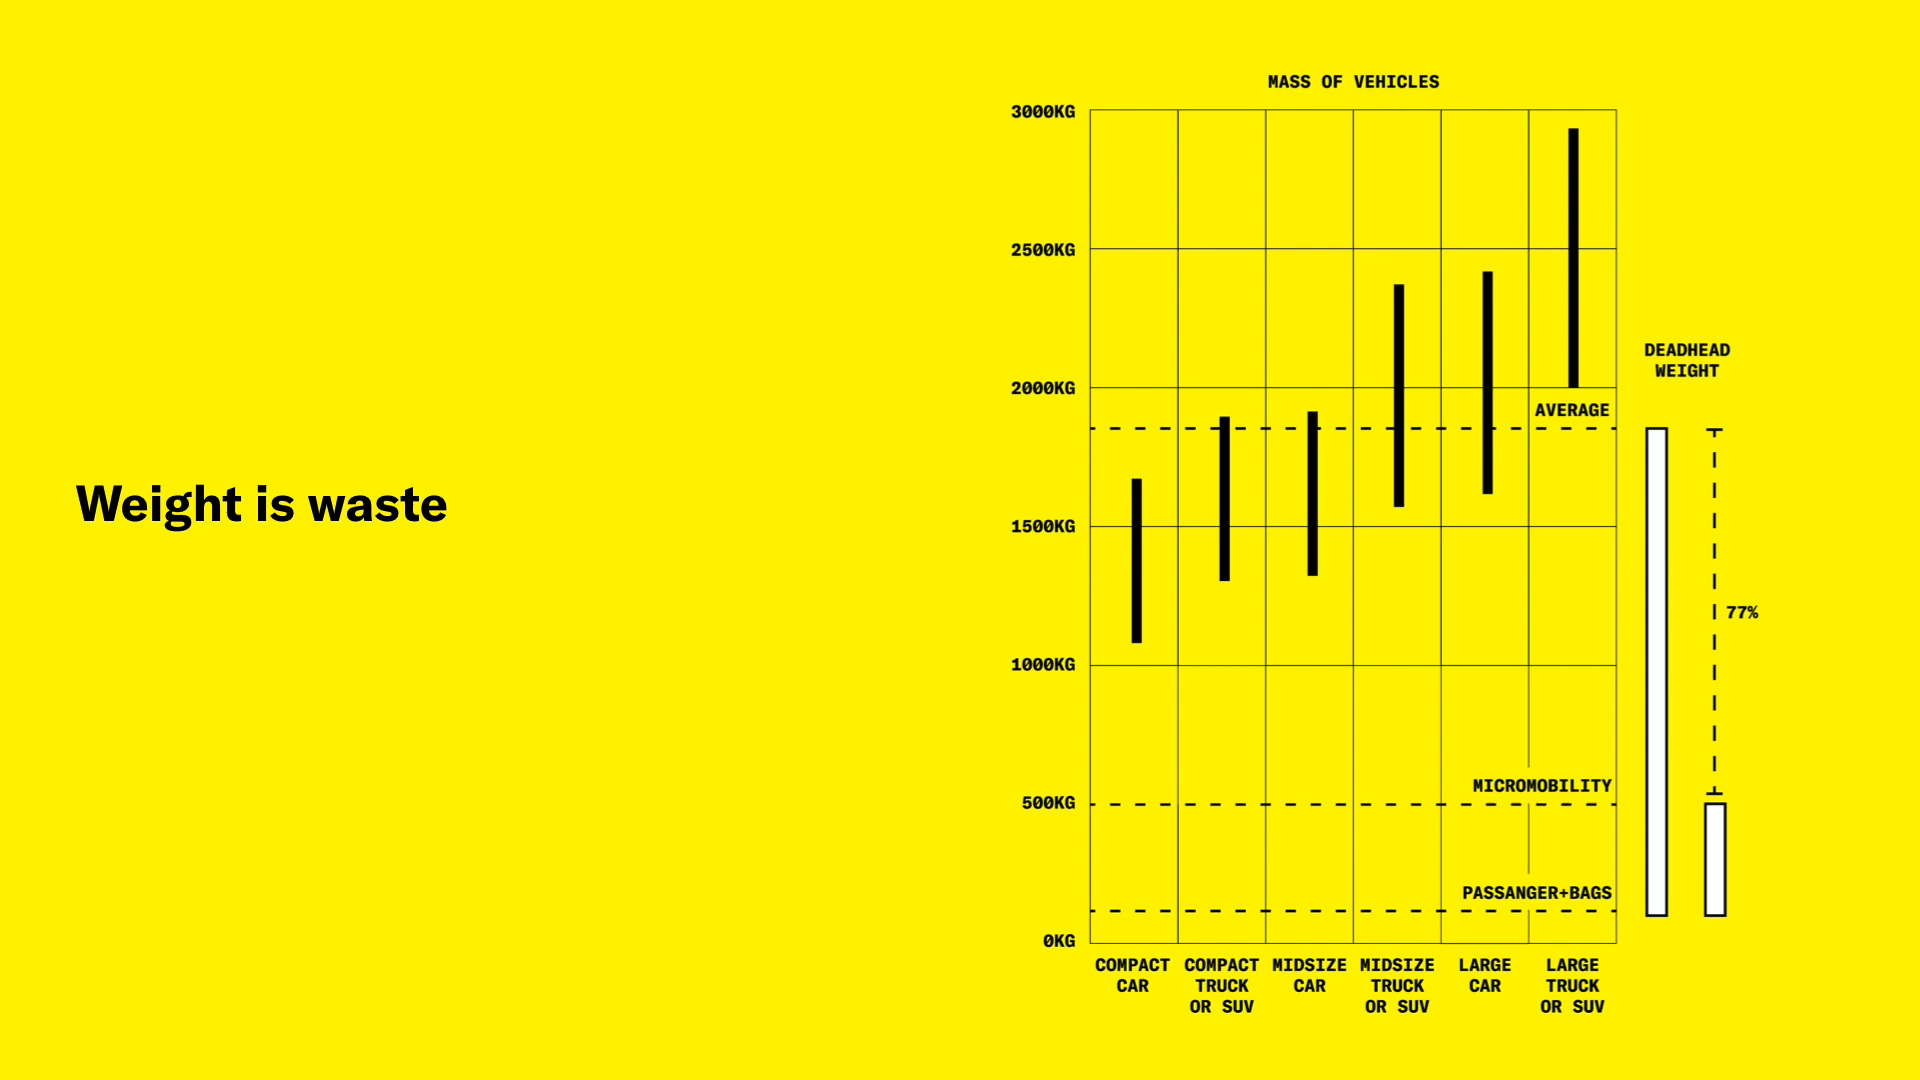 Weight is waste
MASS OF VEHICLES
3000KG
2500KG
2000KG
1500KG
1000KG
500KG
0KG
AVERAGE
MICROMOBILITY
PASSANGER+BAGS
COMPACT
CAR
COMPACT
TRUCK
OR SUV
MIDSIZE
CAR
MIDSIZE
TRUCK
OR SUV
LARGE
CAR
LARGE
TRUCK
OR SUV
DEADHEAD
WEIGHT
77%